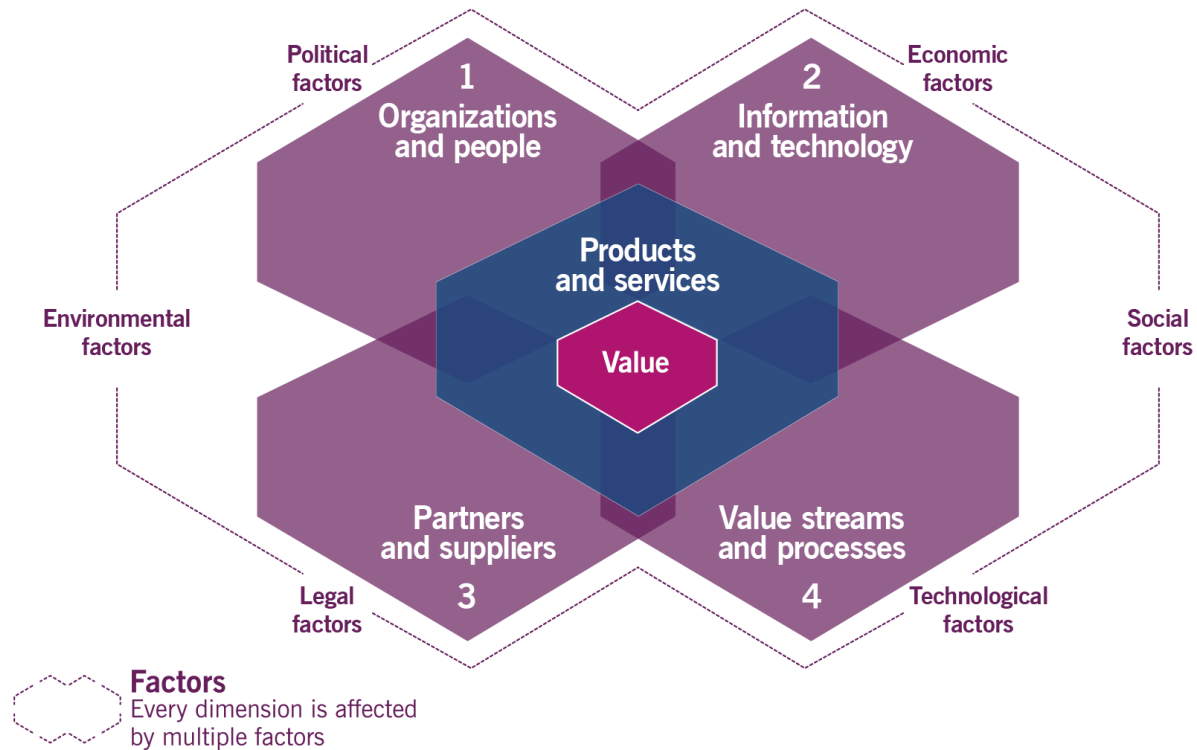 Political
factors
1
Organizations
and people
2
Information
and technology
Economic
factors
Products
and services
Environmental
factors
Value
Social
factors
Partners
and suppliers
3
Value streams
and processes
4
Legal
factors
Technological
factors
Factors
Every dimension is affected
by multiple factors